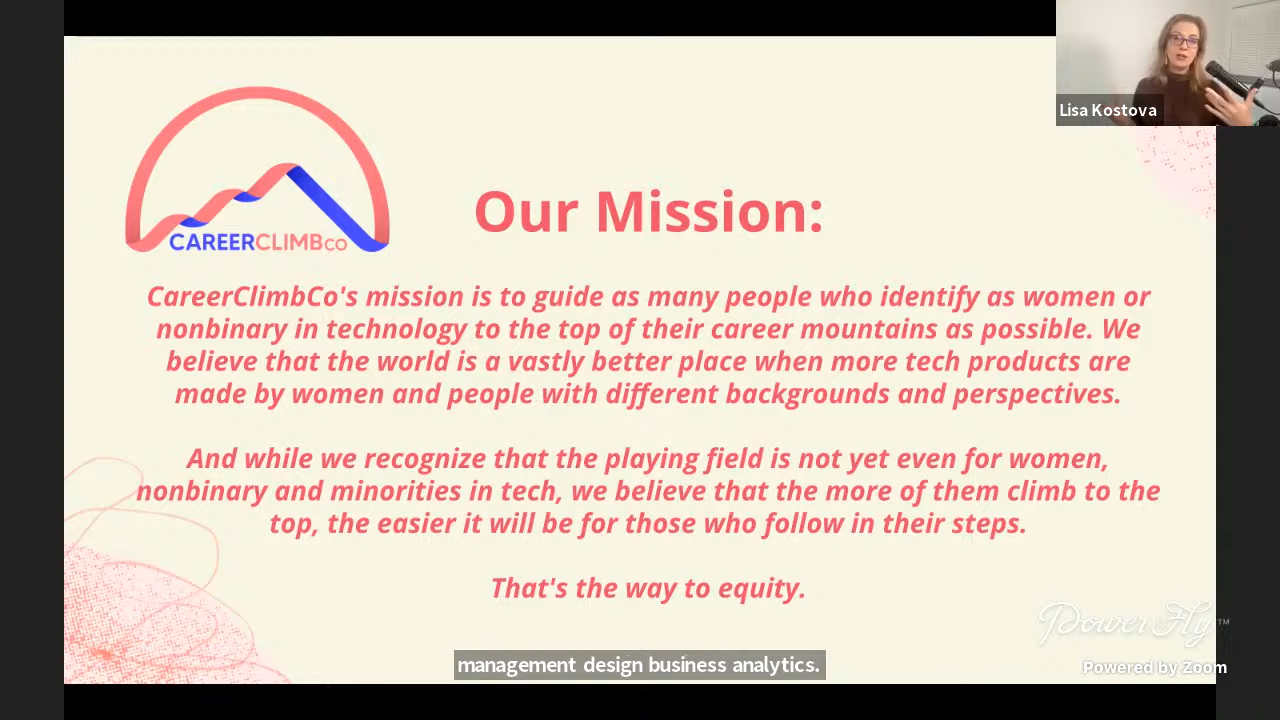 Lisa Kostova
CAREERCLIMBCO
Our Mission:
CareerClimbCo's mission is to guide as many people who identify as women or
nonbinary in technology to the top of their career mountains as possible. We
believe that the world is a vastly better place when more tech products are
made by women and people with different backgrounds and perspectives.
And while we recognize that the playing field is not yet even for women,
nonbinary and minorities in tech, we believe that the more of them climb to the
top, the easier it will be for those who follow in their steps.
That's the way to equity.
PowerToFly™
management design business analytics.
Powered by Zoom